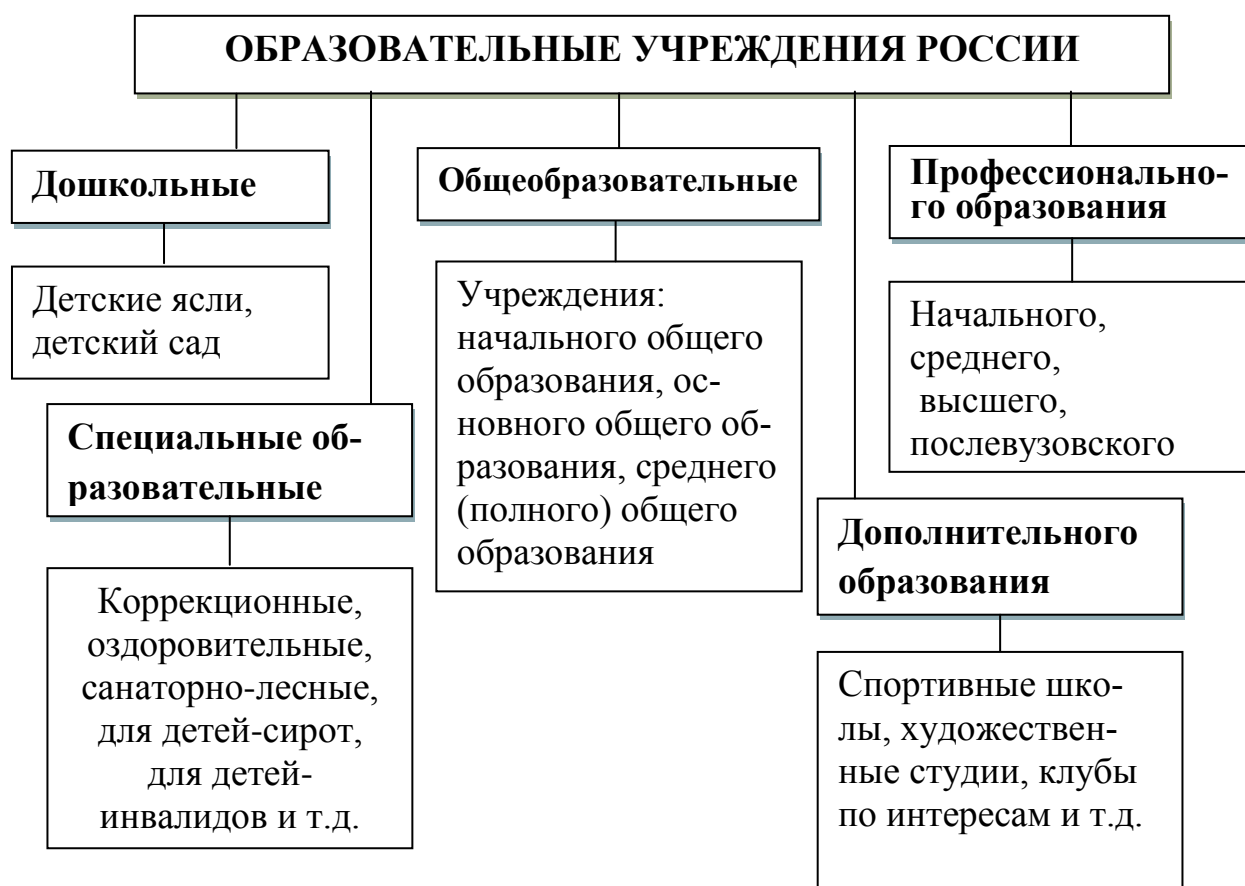 ОБРАЗОВАТЕЛЬНЫЕ УЧРЕЖДЕНИЯ РОССИИ
Дошкольные
Детские ясли,
детский сад
Специальные об-
разовательные
Коррекционные,
оздоровительные,
санаторно-лесные,
для детей-сирот,
для детей-
инвалидов и т.д.
Общеобразовательные
Учреждения:
начального общего
образования, ос-
новного общего об-
разования, среднего
(полного) общего
образования
Профессионально-
го образования
Начального,
среднего,
высшего,
послевузовского
Дополнительного
образования
Спортивные шко-
лы, художествен-
ные студии, клубы
по интересам и т.д.